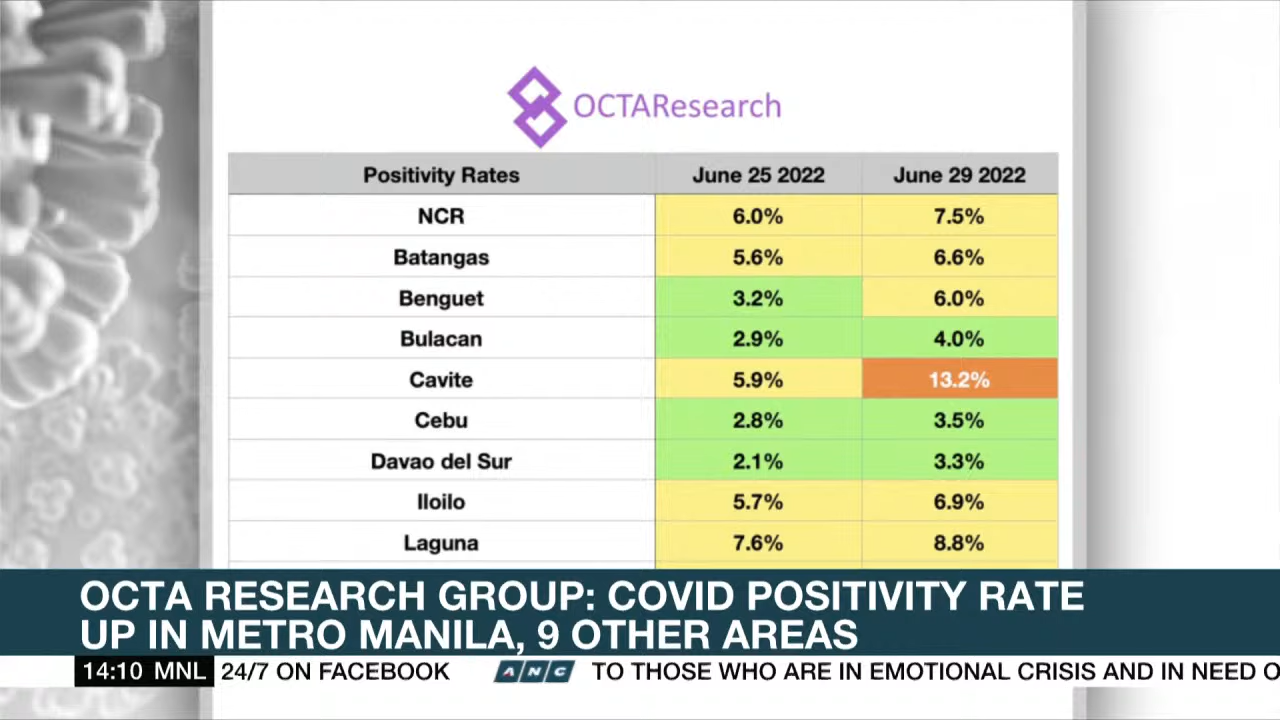 OCTAResearch
Positivity Rates June 25 2022 June 29 2022
NCR 6.0% 7.5%
Batangas 5.6% 6.6%
Benguet 3.2% 6.0%
Bulacan 2.9% 4.0%
Cavite 5.9% 13.2%
Cebu 2.8% 3.5%
Davao del Sur 2.1% 3.3%
Iloilo 5.7% 6.9%
Laguna 7.6% 8.8%
OCTA RESEARCH GROUP: COVID POSITIVITY RATE
UP IN METRO MANILA, 9 OTHER AREAS
14:10 MNL 24/7 ON FACEBOOK ANC TO THOSE WHO ARE IN EMOTIONAL CRISIS AND IN NEED O